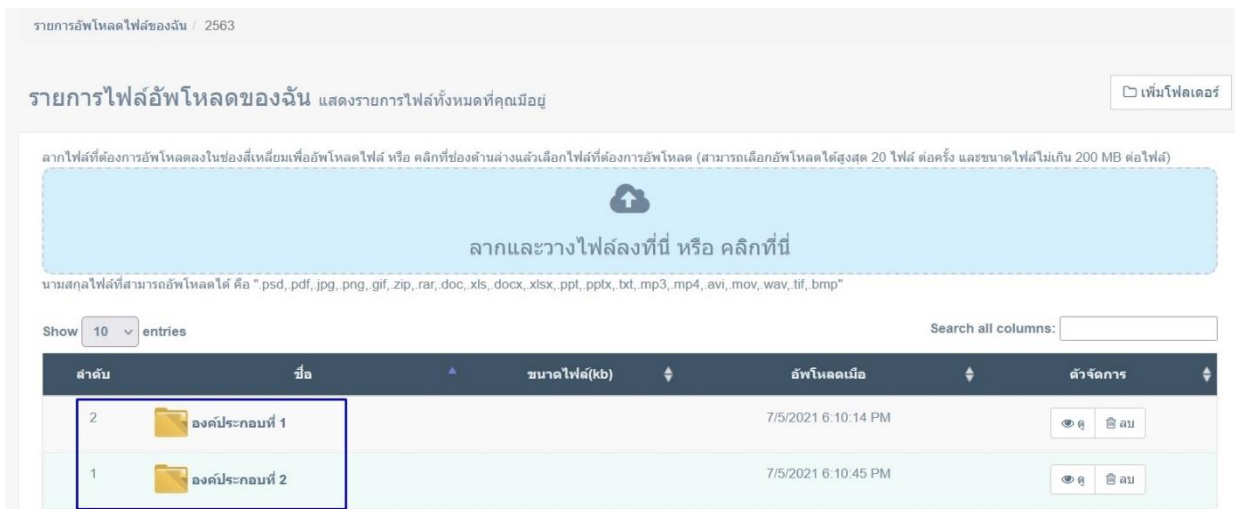 รายการอัพโหลดไฟล์ของฉัน / 2563
รายการไฟล์อัพโหลดของฉัน แสดงรายการไฟล์ทั้งหมดที่คุณมีอยู่
เพิ่มโฟลเดอร์
ลากไฟล์ที่ต้องการอัพโหลดลงในช่องสี่เหลี่ยมเพื่ออัพโหลดไฟล์ หรือ คลิกที่ช่องด้านล่างแล้วเลือกไฟล์ที่ต้องการอัพโหลด (สามารถเลือกอัพโหลดได้สูงสุด 20 ไฟล์ ต่อครั้ง และขนาดไฟล์ไม่เกิน 200 MB ต่อไฟล์)
ลากและวางไฟล์ลงที่นี่ หรือ คลิกที่นี่
นามสกุลไฟล์ที่สามารถอัพโหลดได้ คือ ".psd,.pdf,.jpg,.png,.gif,.zip,.rar,.doc,.xls,.docx,.xlsx,.ppt,.pptx,.txt,.mp3,.mp4,.avi,.mov,.wav,.tif,.bmp"
Show 10 entries Search all columns:
ลำดับ ชื่อ ขนาดไฟล์(kb) อัพโหลดเมื่อ ตัวจัดการ
2 องค์ประกอบที่ 1 7/5/2021 6:10:14 PM ดู ลบ
1 องค์ประกอบที่ 2 7/5/2021 6:10:45 PM ดู ลบ